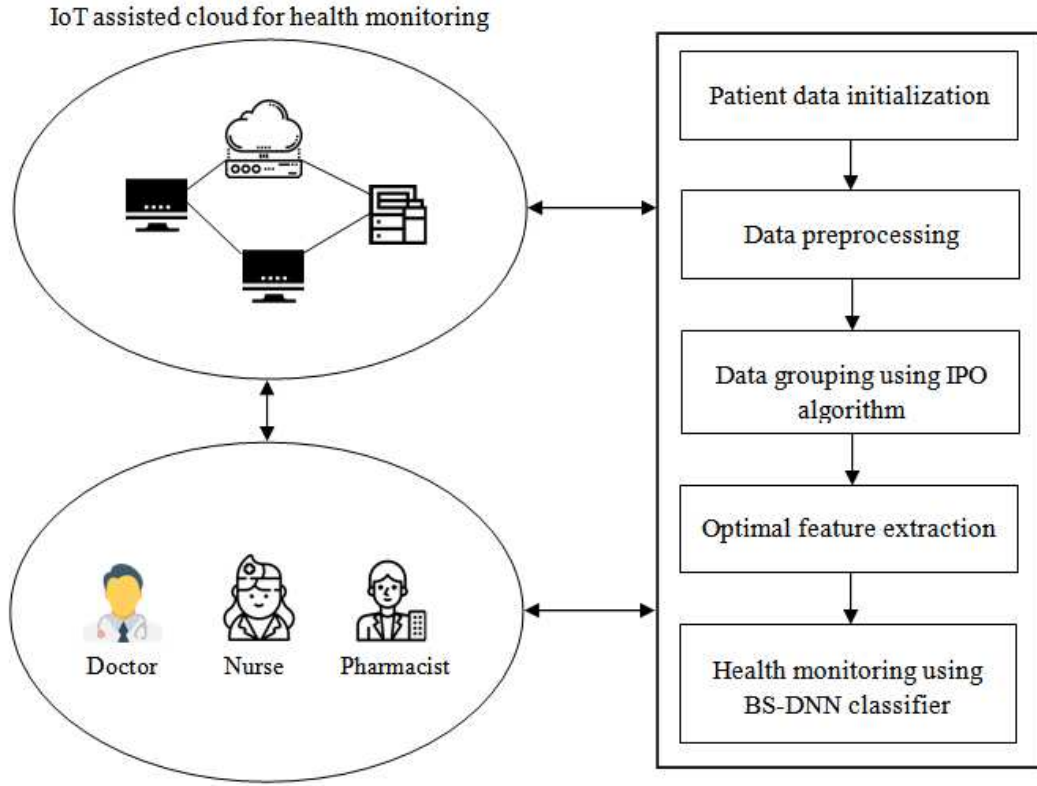 IoT assisted cloud for health monitoring
Patient data initialization
Data preprocessing
Data grouping using IPO
algorithm
Optimal feature extraction
Health monitoring using
BS-DNN classifier
Doctor
Nurse
Pharmacist